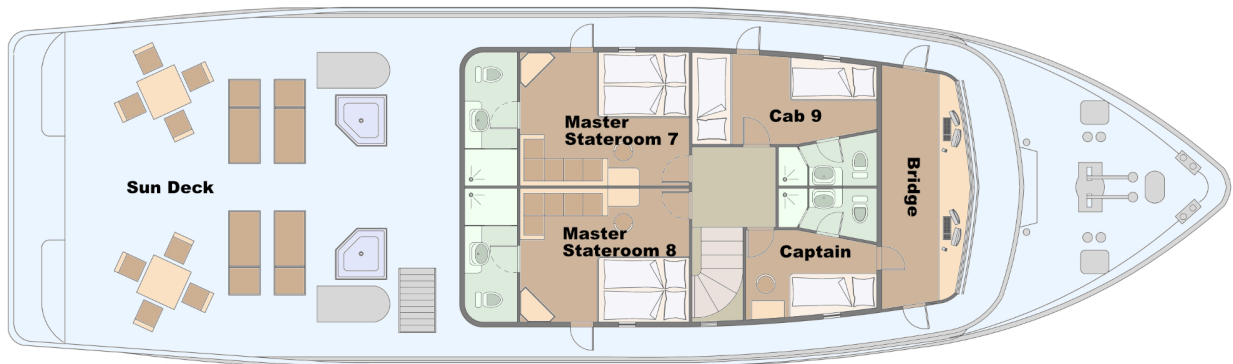 Sun Deck
Master
Stateroom 7
Master
Stateroom 8
Cab 9
Captain
Bridge